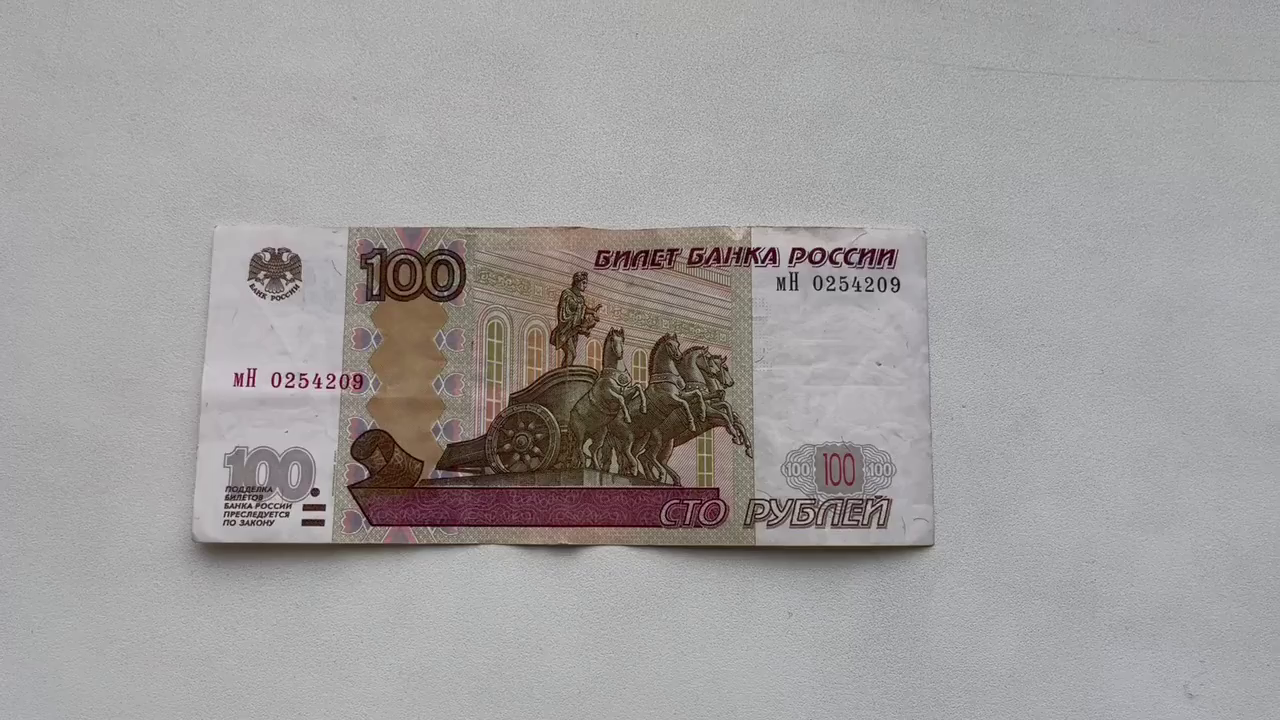 БАНК РОССИИ
100
БИЛЕТ БАНКА РОССИИ
мН 0254209
мН 0254209
100
ПОДДЕЛКА
БИЛЕТОВ
БАНКА РОССИИ
ПРЕСЛЕДУЕТСЯ
ПО ЗАКОНУ
100 100 100
СТО РУБЛЕЙ